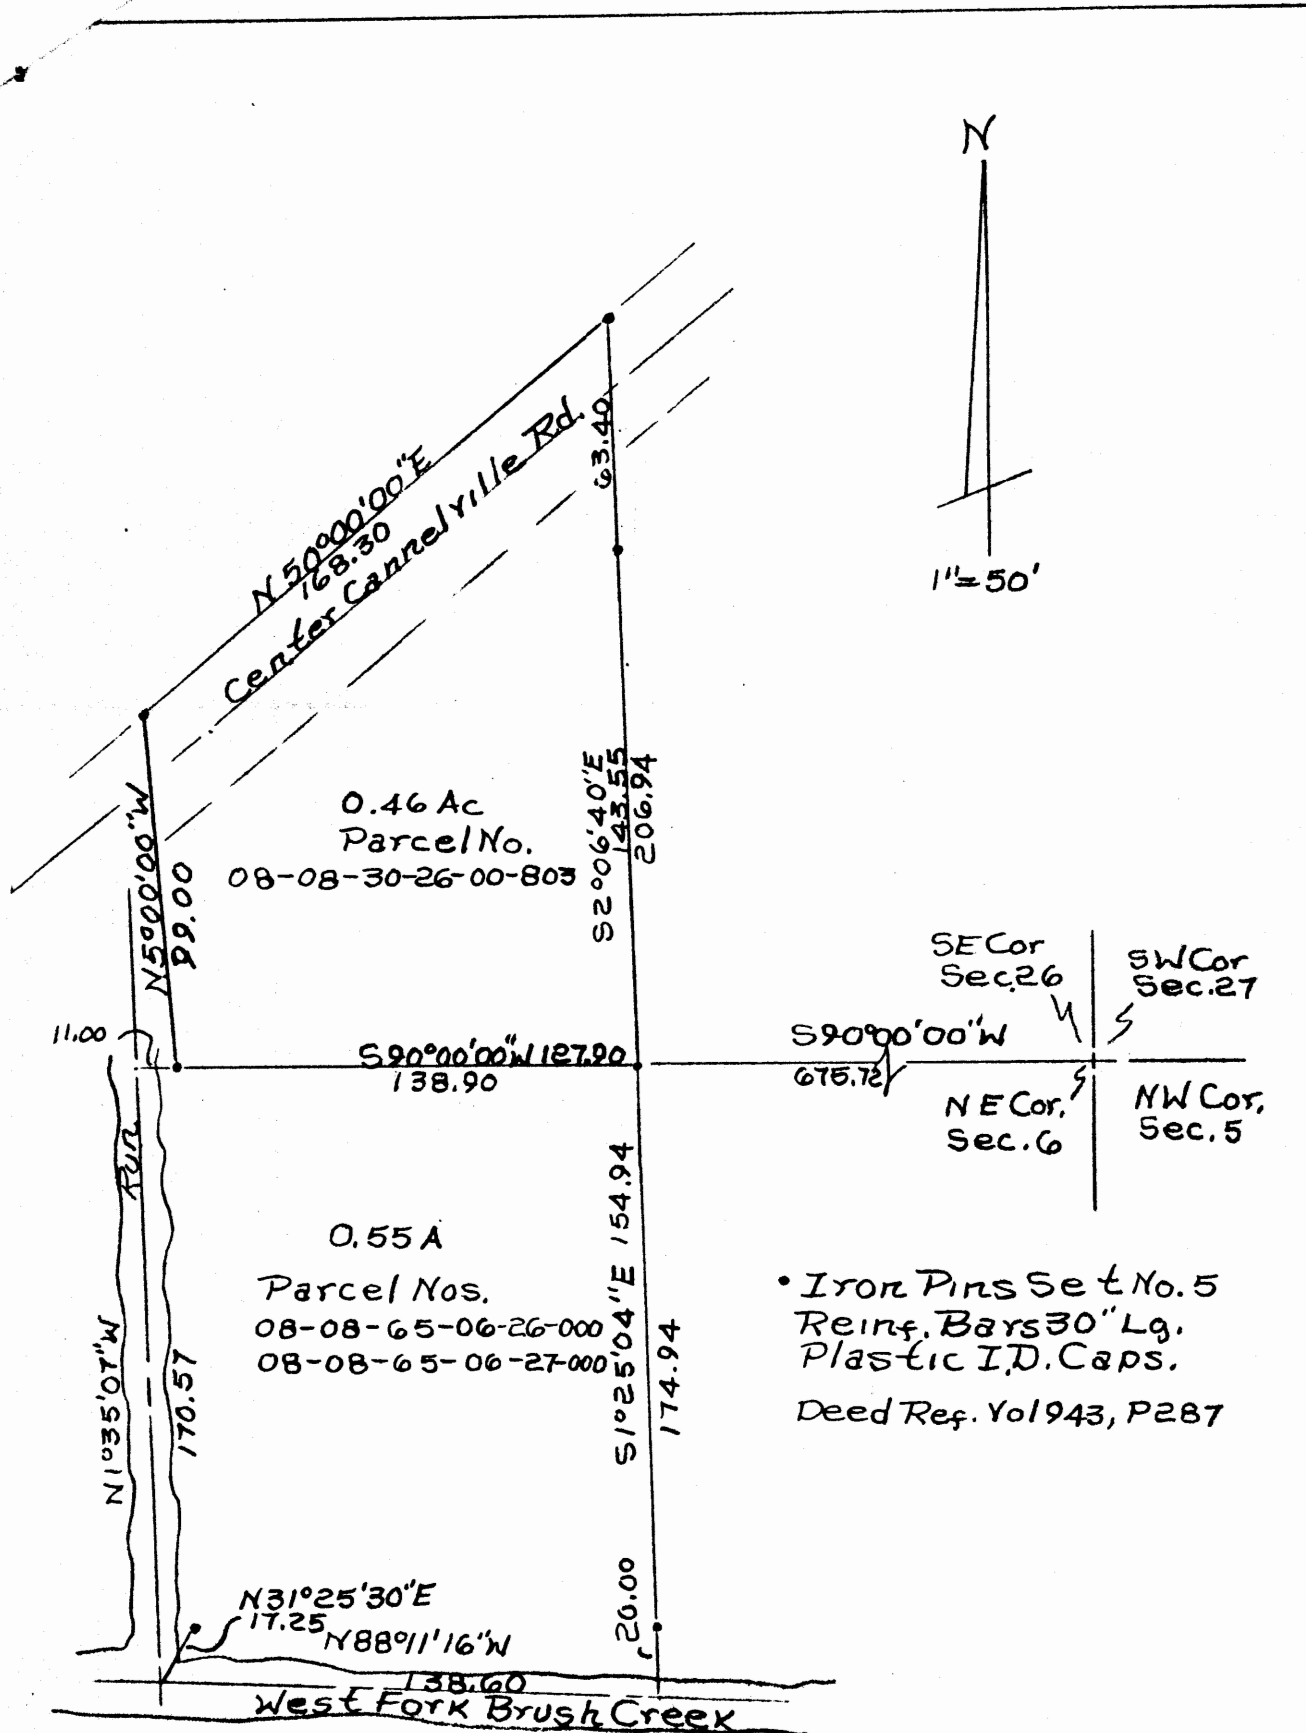 N
1"=50'
N 50°00'00"E
168.30
Center Cannelville Rd.
63.40
S2°06'40"E
143.55
206.94
0.46 Ac
Parcel No.
08-08-30-26-00-803
N5°00'00"W
99.00
11.00
S90°00'00"W 127.90
138.90
S90°00'00"W
675.72
SE Cor
Sec.26
SW Cor
Sec.27
NE Cor.
Sec.6
NW Cor.
Sec.5
Run
0.55 A
Parcel Nos.
08-08-65-06-26-000
08-08-65-06-27-000
S1°25'04"E 154.94
174.94
N1°35'07"W
170.57
• Iron Pins Set No.5
Reinf. Bars 30" Lg.
Plastic I.D. Caps.
Deed Ref. Vol 943, P287
N31°25'30"E
17.25
N88°11'16"W
138.60
20.00
West Fork Brush Creek